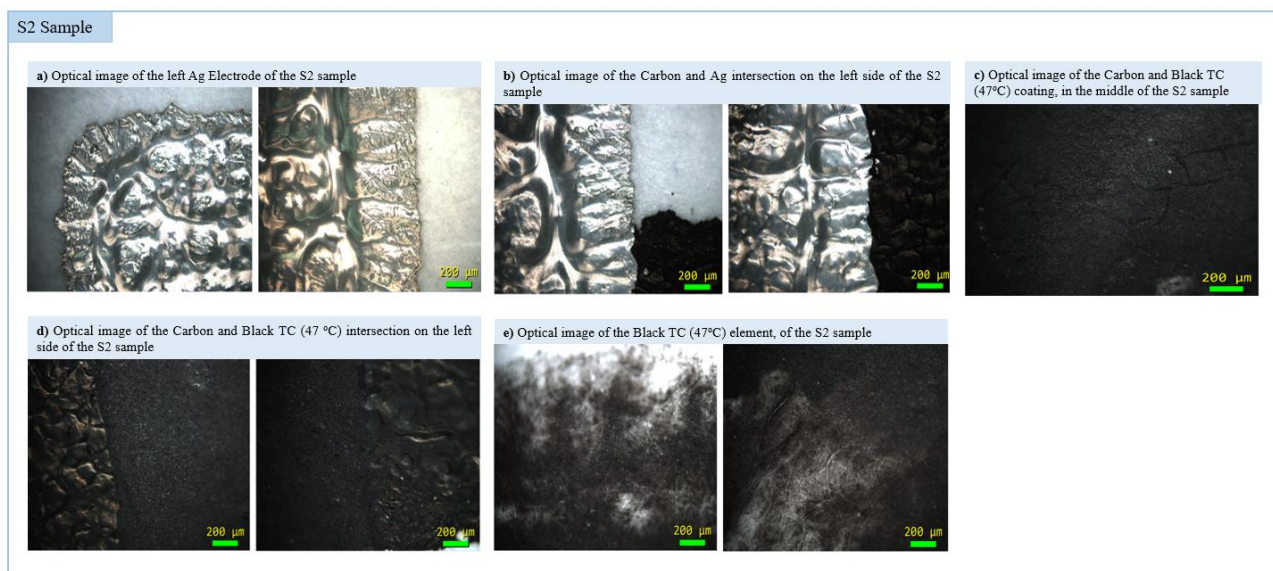 S2 Sample
a) Optical image of the left Ag Electrode of the S2 sample
b) Optical image of the Carbon and Ag intersection on the left side of the S2
sample
c) Optical image of the Carbon and Black TC
(47ºC) coating, in the middle of the S2 sample
200 µm
200 µm
200 µm
200 µm
d) Optical image of the Carbon and Black TC (47 ºC) intersection on the left
side of the S2 sample
e) Optical image of the Black TC (47ºC) element, of the S2 sample
200 µm
200 µm
200 µm
200 µm